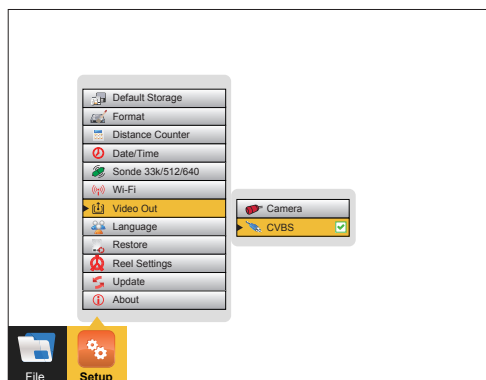 Default Storage
Format
Distance Counter
Date/Time
Sonde 33k/512/640
Wi-Fi
Video Out
Language
Restore
Reel Settings
Update
About
Camera
CVBS
File
Setup